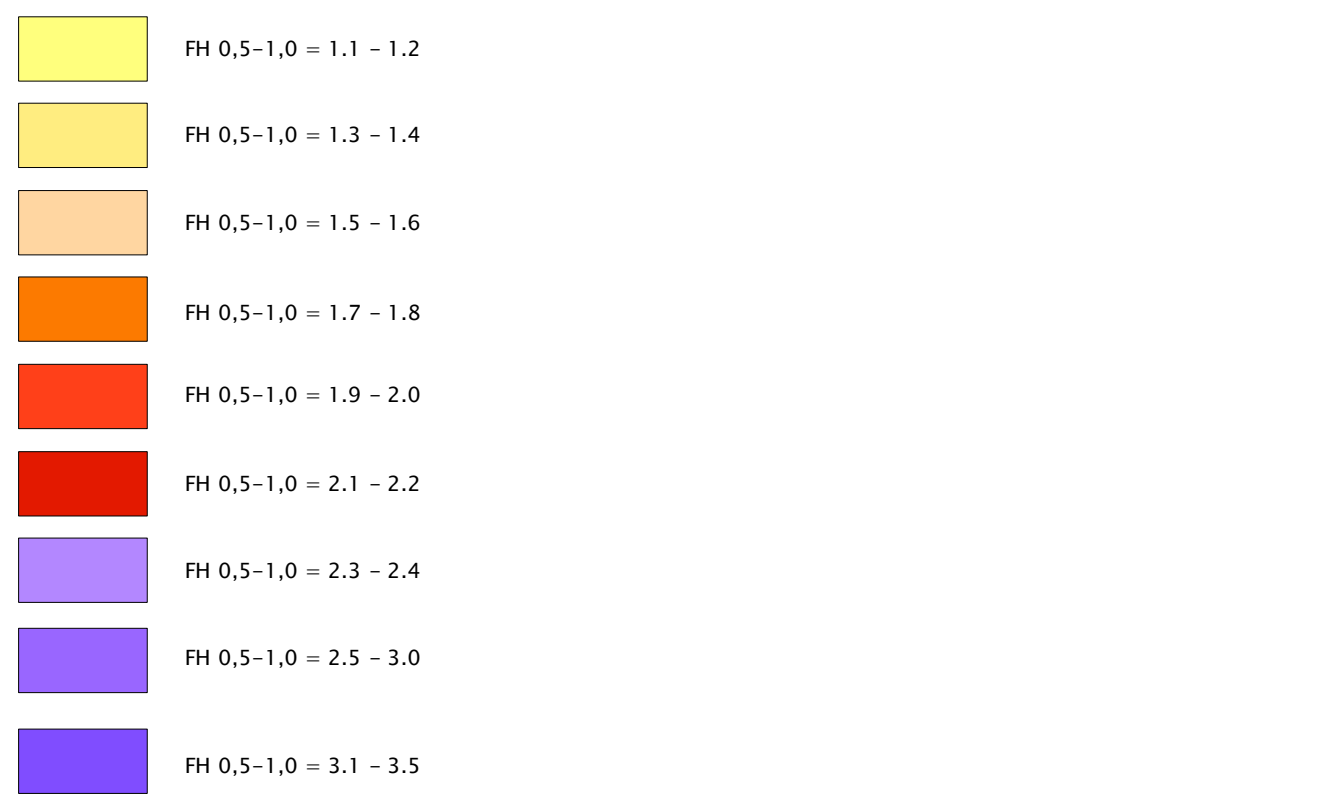 FH 0,5-1,0 = 1.1 - 1.2
FH 0,5-1,0 = 1.3 - 1.4
FH 0,5-1,0 = 1.5 - 1.6
FH 0,5-1,0 = 1.7 - 1.8
FH 0,5-1,0 = 1.9 - 2.0
FH 0,5-1,0 = 2.1 - 2.2
FH 0,5-1,0 = 2.3 - 2.4
FH 0,5-1,0 = 2.5 - 3.0
FH 0,5-1,0 = 3.1 - 3.5